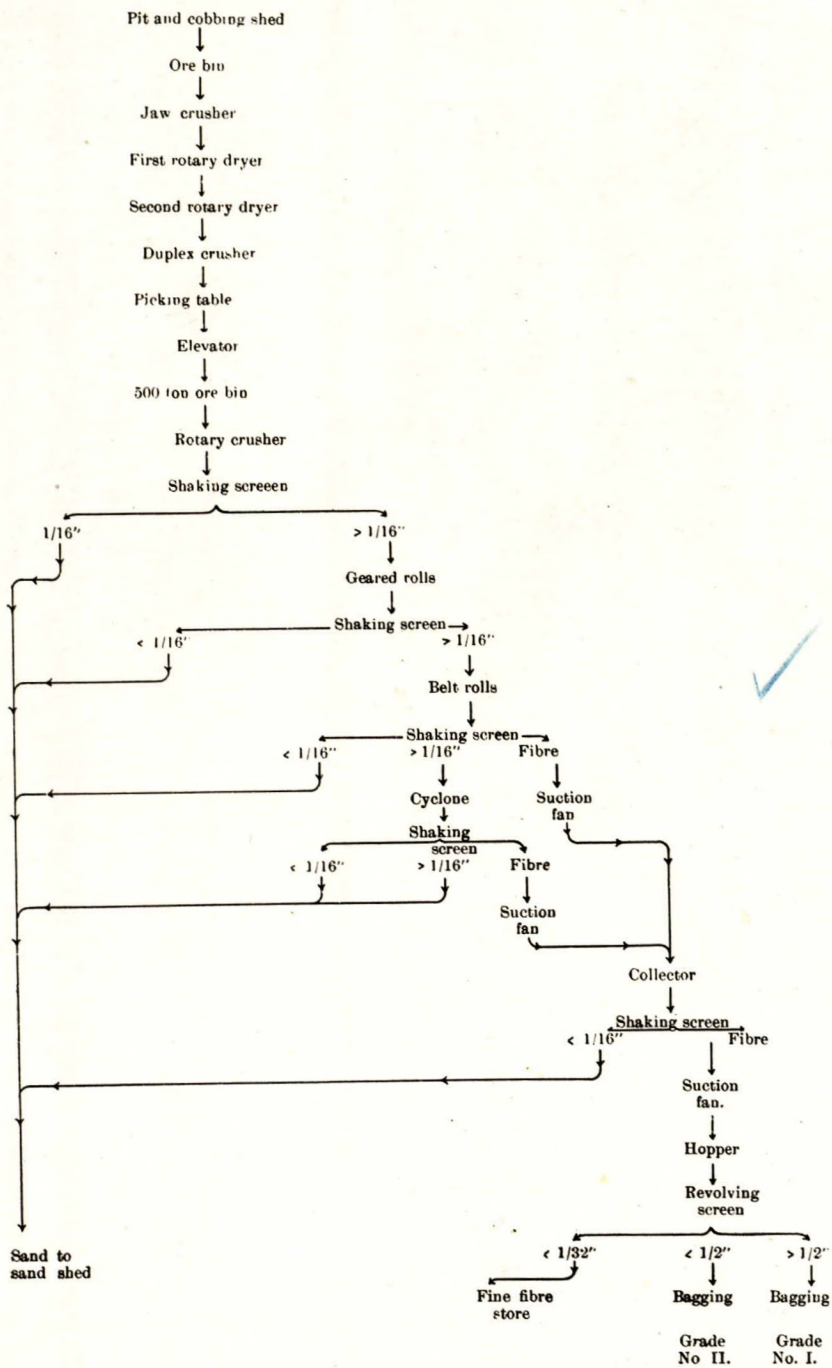 Pit and cobbing shed
Ore bin
Jaw crusher
First rotary dryer
Second rotary dryer
Duplex crusher
Picking table
Elevator
500 ton ore bin
Rotary crusher
Shaking screeen
1/16" > 1/16"
Geared rolls
Shaking screen
< 1/16' > 1/16"
Belt rolls
Shaking screen
< 1/16" > 1/16" Fibre
Cyclone Suction
fan
Shaking
screen
< 1/16" > 1/16" Fibre
Suction
fan
Collector
Shaking screen
< 1/16" Fibre
Suction
fan.
Hopper
Revolving
screen
Sand to
sand shed
< 1/32" < 1/2" > 1/2"
Fine fibre
store
Bagging Bagging
Grade Grade
No II. No. I.